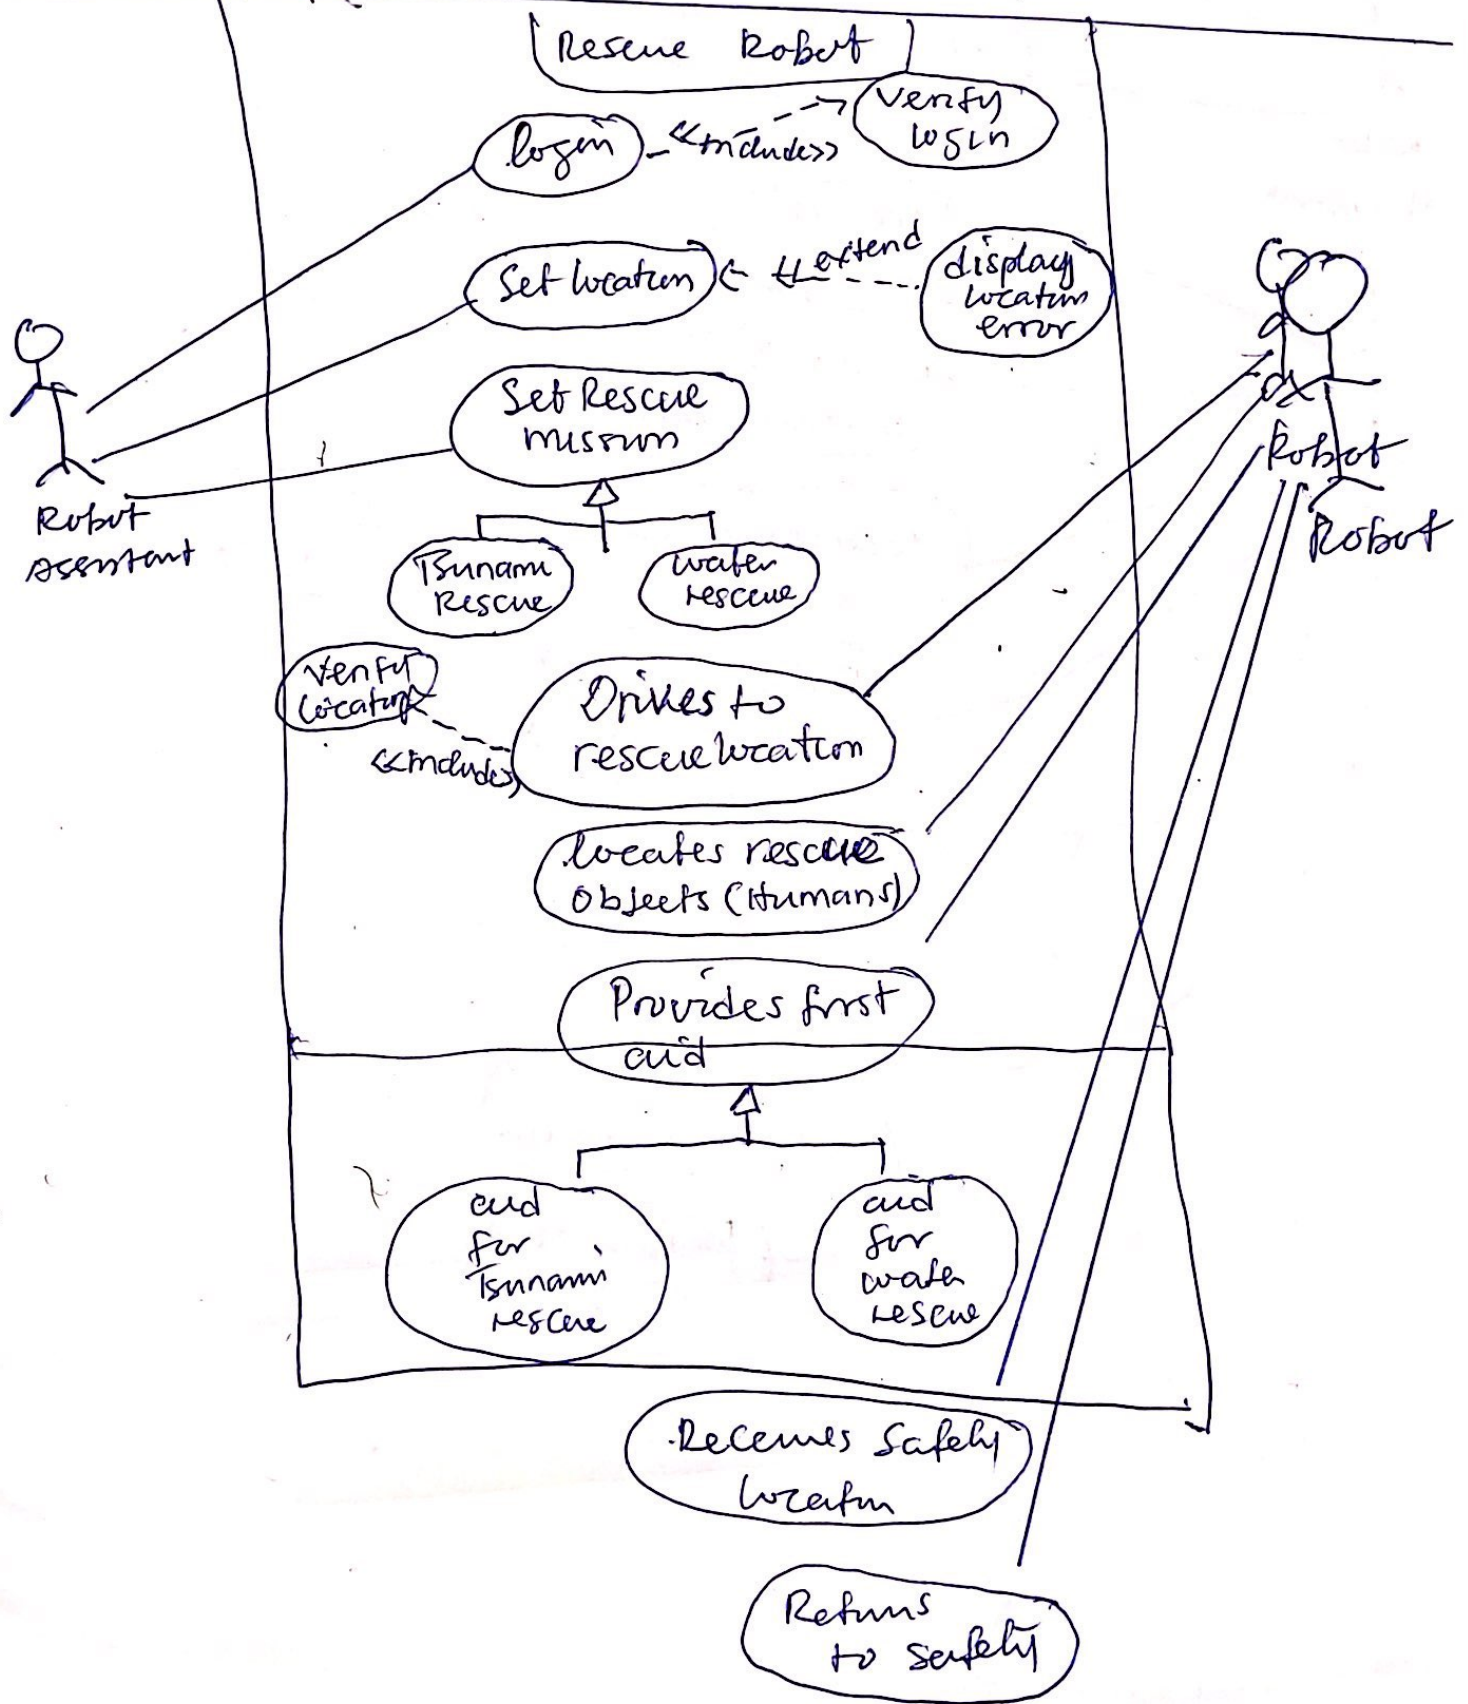 Rescue Robot
Verify
login
login
<<includes>>
<<extend
Set location
display
location
error
Set Rescue
mission
Robot
Robot
Robot
Assistant
Tsunami
Rescue
water
rescue
Verify
location
<<includes>
Drives to
rescue location
locates rescue
Objects (Humans)
Provides first
aid
aid
for
Tsunami
rescue
aid
for
water
rescue
Safety
location
Returns
to safety